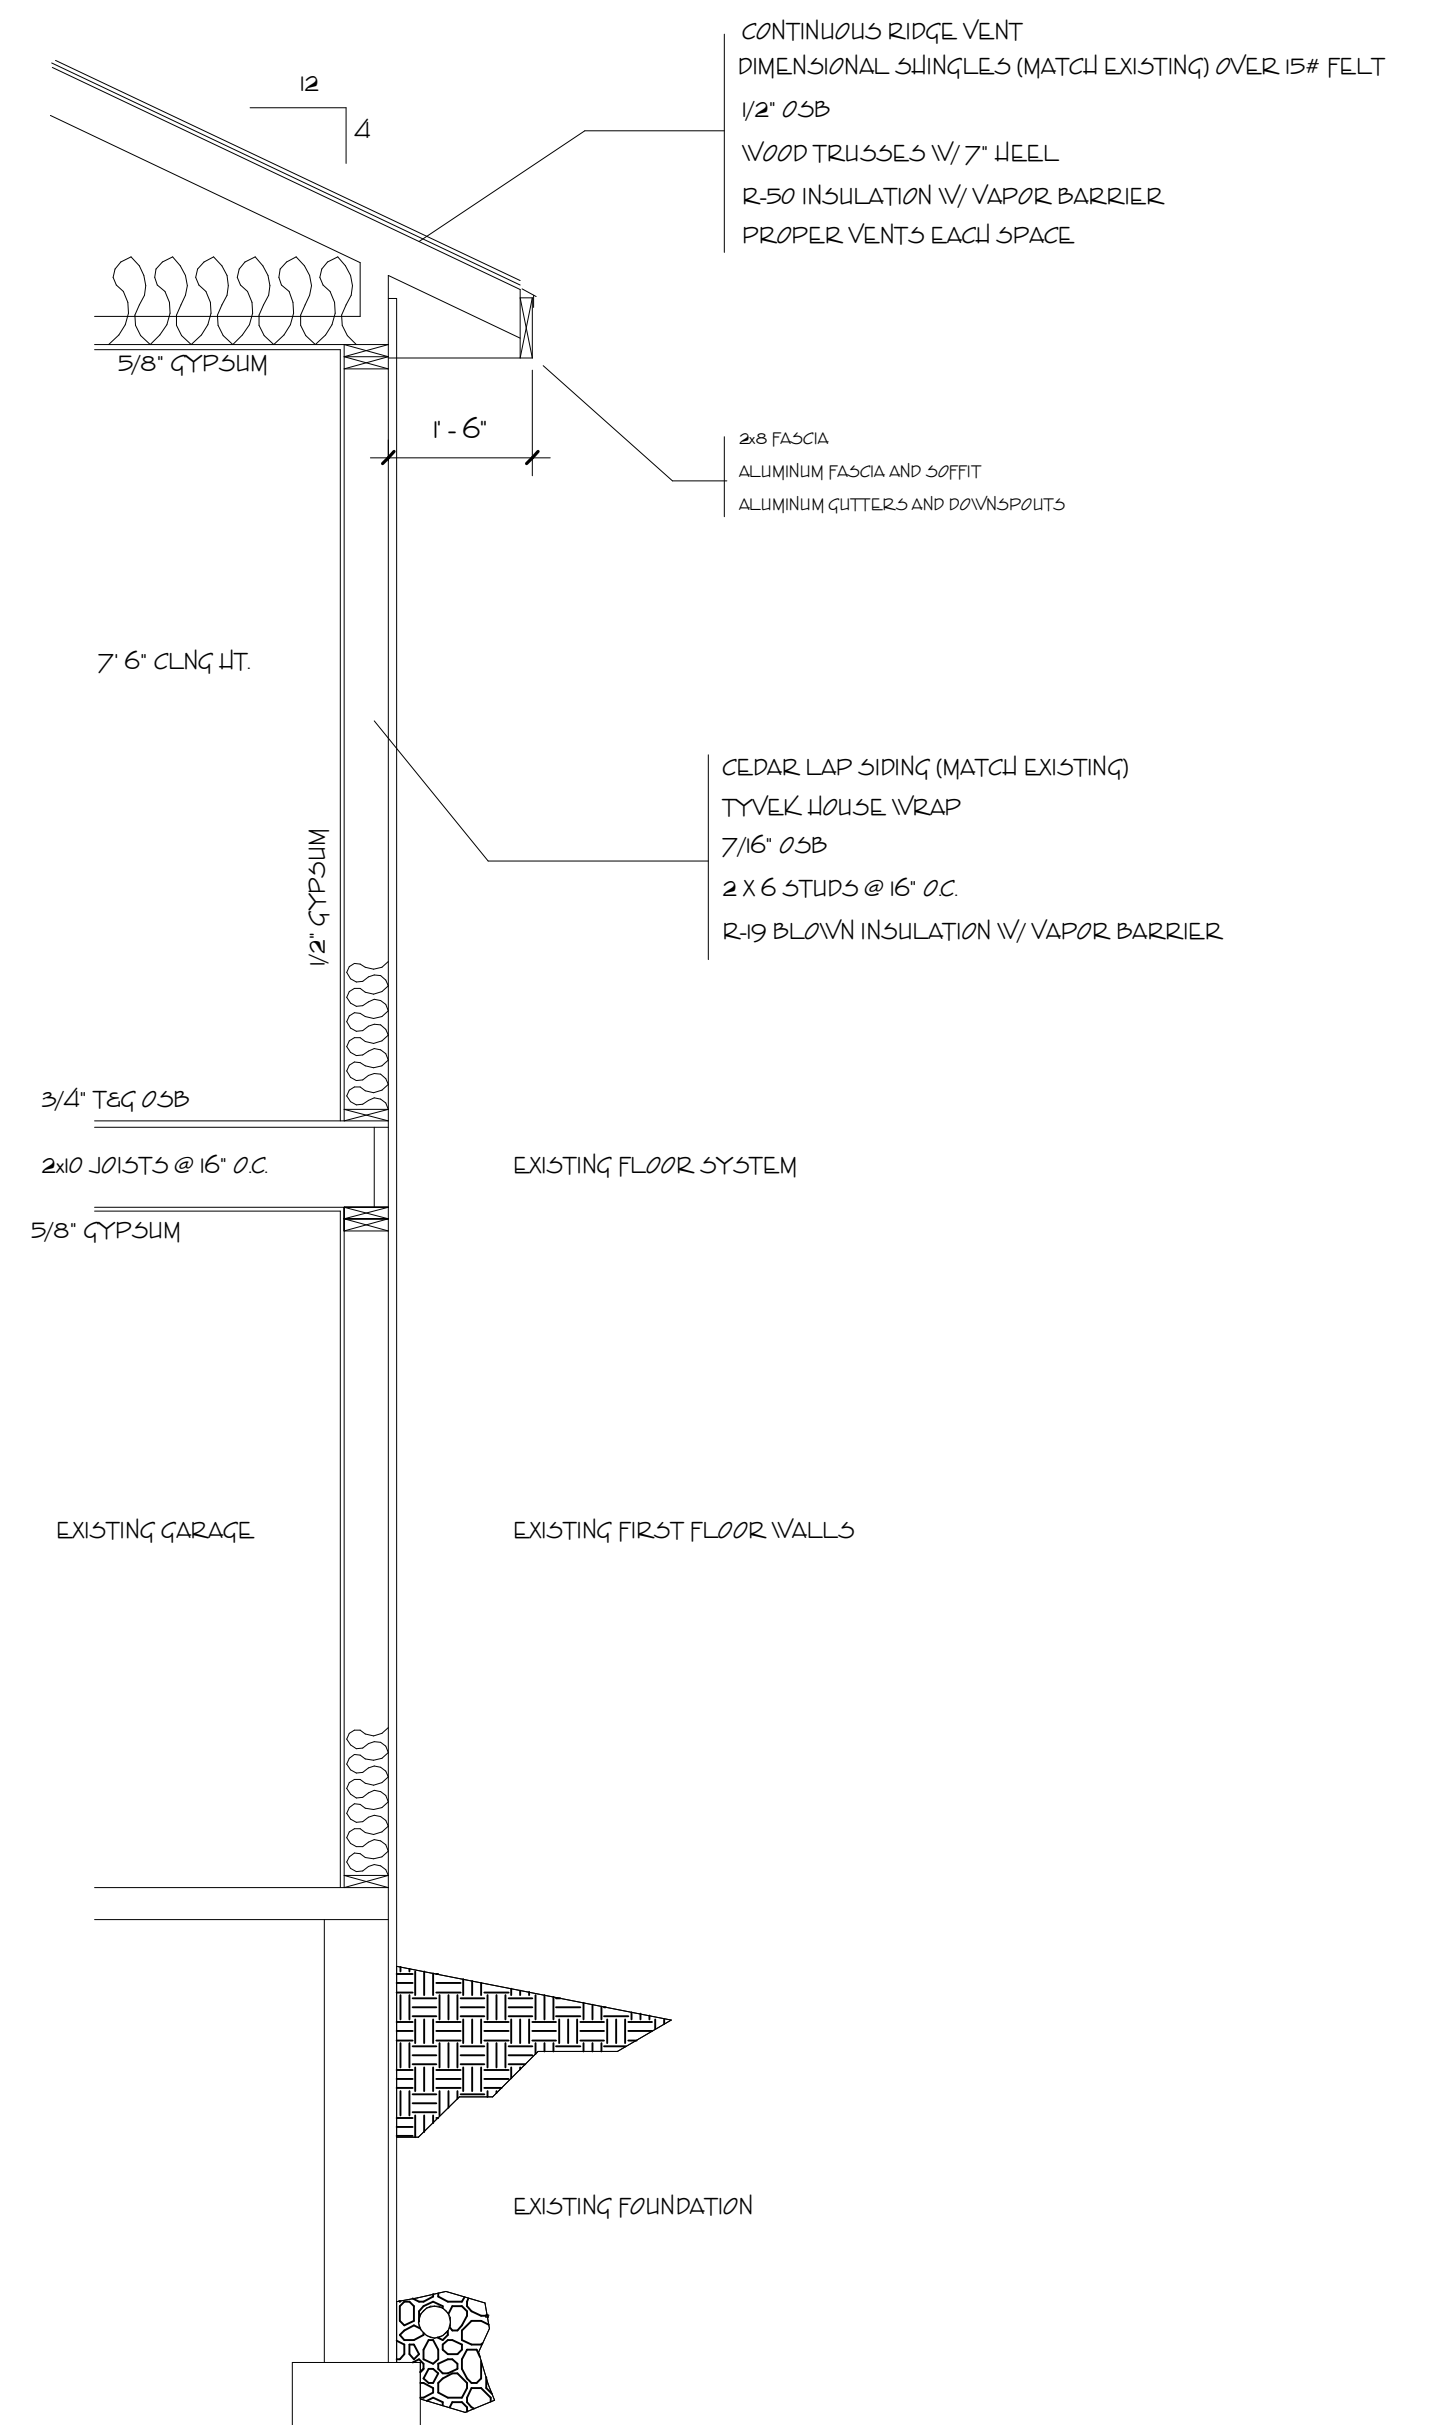 CONTINUOUS RIDGE VENT
DIMENSIONAL SHINGLES (MATCH EXISTING) OVER 15# FELT
1/2" OSB
WOOD TRUSSES W/ 7" HEEL
R-50 INSULATION W/ VAPOR BARRIER
PROPER VENTS EACH SPACE
12
4
5/8" GYPSUM
1' - 6"
2x8 FASCIA
ALUMINUM FASCIA AND SOFFIT
ALUMINUM GUTTERS AND DOWNSPOUTS
7' 6" CLNG HT.
CEDAR LAP SIDING (MATCH EXISTING)
TYVEK HOUSE WRAP
7/16" OSB
2 X 6 STUDS @ 16" O.C.
R-19 BLOWN INSULATION W/ VAPOR BARRIER
1/2" GYPSUM
3/4" T&G OSB
2x10 JOISTS @ 16" O.C.
EXISTING FLOOR SYSTEM
5/8" GYPSUM
EXISTING GARAGE
EXISTING FIRST FLOOR WALLS
EXISTING FOUNDATION